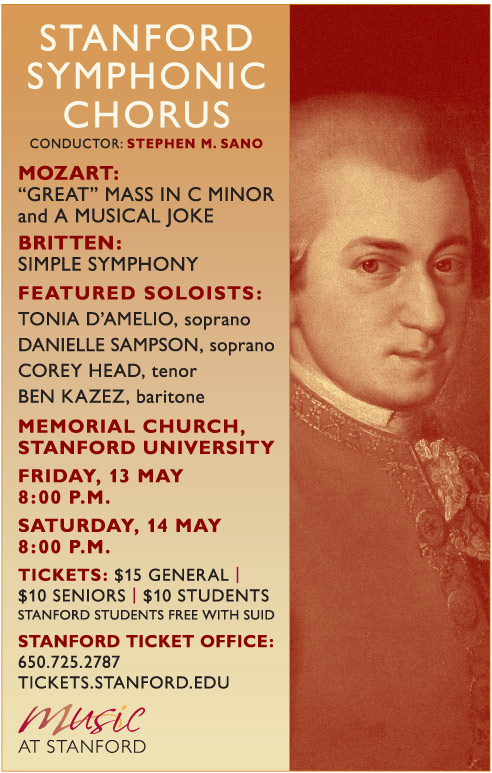 STANFORD
SYMPHONIC
CHORUS
CONDUCTOR: STEPHEN M. SANO
MOZART:
“GREAT” MASS IN C MINOR
and A MUSICAL JOKE
BRITTEN:
SIMPLE SYMPHONY
FEATURED SOLOISTS:
TONIA D’AMELIO, soprano
DANIELLE SAMPSON, soprano
COREY HEAD, tenor
BEN KAZEZ, baritone
MEMORIAL CHURCH,
STANFORD UNIVERSITY
FRIDAY, 13 MAY
8:00 P.M.
SATURDAY, 14 MAY
8:00 P.M.
TICKETS: $15 GENERAL |
$10 SENIORS | $10 STUDENTS
STANFORD STUDENTS FREE WITH SUID
STANFORD TICKET OFFICE:
650.725.2787
TICKETS.STANFORD.EDU
music
AT STANFORD